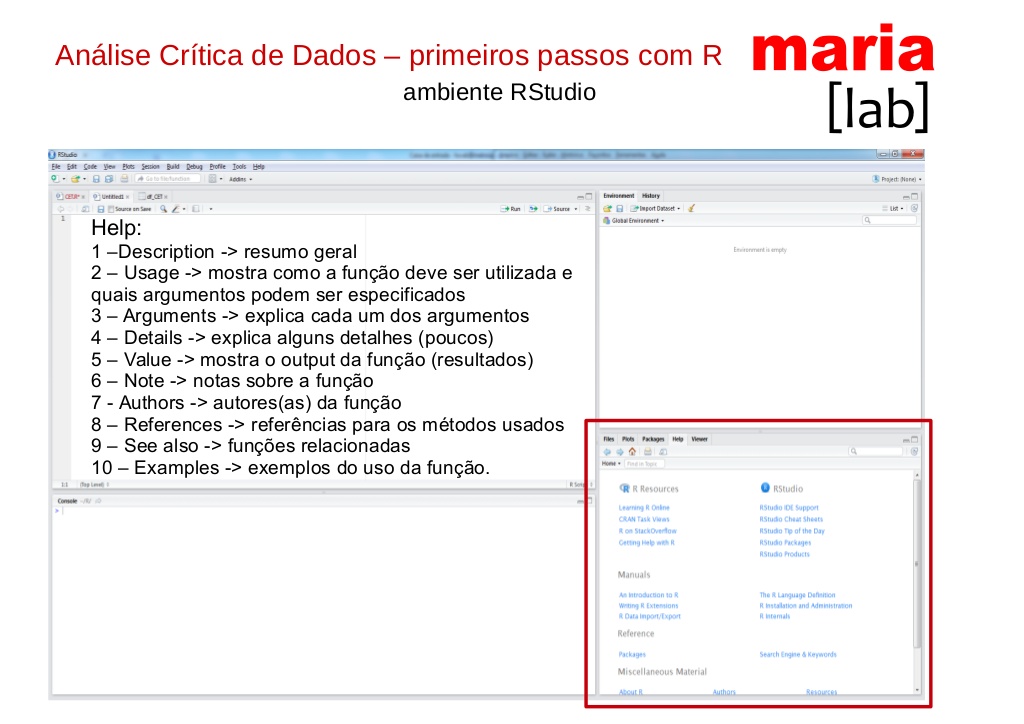 Análise Crítica de Dados – primeiros passos com R
ambiente RStudio
maria
[lab]
RStudio
File Edit Code View Plots Session Build Debug Profile Tools Help
Go to file/function
Addins
Project: (None)
Untitled1
df_CET
Source on Save
Run
Source
1
Help:
1 –Description -> resumo geral
2 – Usage -> mostra como a função deve ser utilizada e
quais argumentos podem ser especificados
3 – Arguments -> explica cada um dos argumentos
4 – Details -> explica alguns detalhes (poucos)
5 – Value -> mostra o output da função (resultados)
6 – Note -> notas sobre a função
7 - Authors -> autores(as) da função
8 – References -> referências para os métodos usados
9 – See also -> funções relacionadas
10 – Examples -> exemplos do uso da função.
1:1 (Top Level)
R Scrip
Console ~/R/
>
Environment History
Import Dataset
List
Global Environment
Environment is empty
Files Plots Packages Help Viewer
Home
Find in Topic
R Resources
Learning R Online
CRAN Task Views
R on StackOverflow
Getting Help with R
RStudio
RStudio IDE Support
RStudio Cheat Sheets
RStudio Tip of the Day
RStudio Packages
RStudio Products
Manuals
An Introduction to R
Writing R Extensions
R Data Import/Export
The R Language Definition
R Installation and Administration
R Internals
Reference
Packages
Search Engine & Keywords
Miscellaneous Material
About R
Authors
Resources